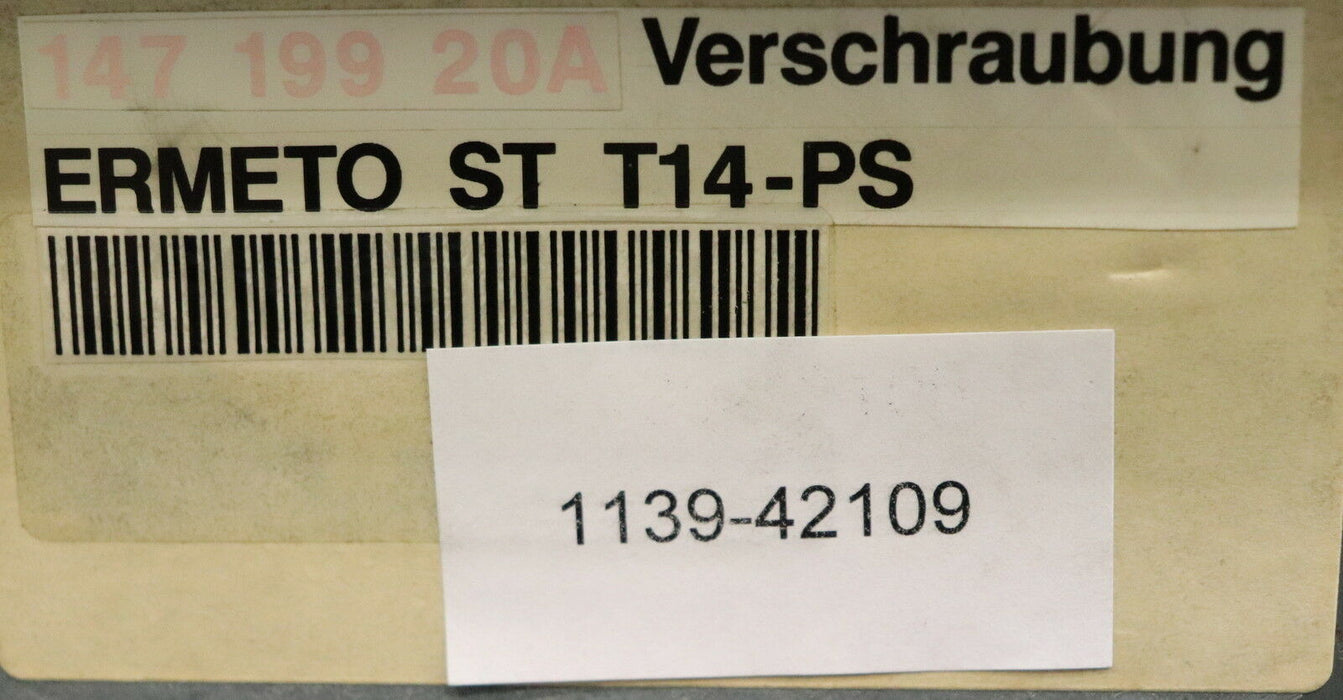 147 199 20A Verschraubung
ERMETO ST T14-PS
1139-42109